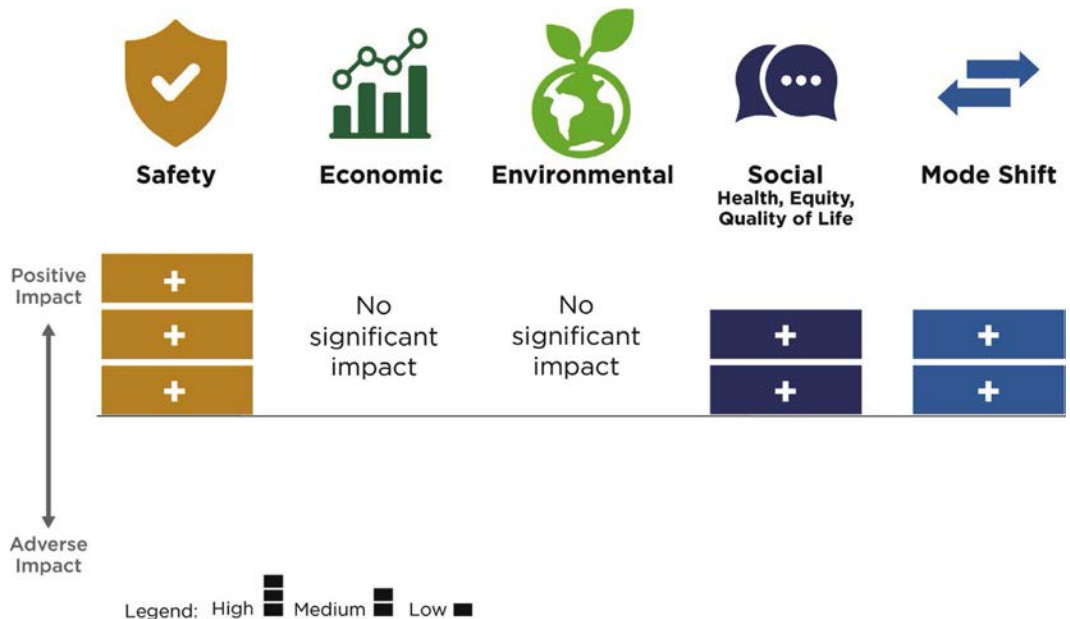 Safety
Economic
Environmental
Social
Health, Equity,
Quality of Life
Mode Shift
Positive
Impact
+
+
+
No
significant
impact
No
significant
impact
+
+
+
+
Adverse
Impact
Legend: High Medium Low